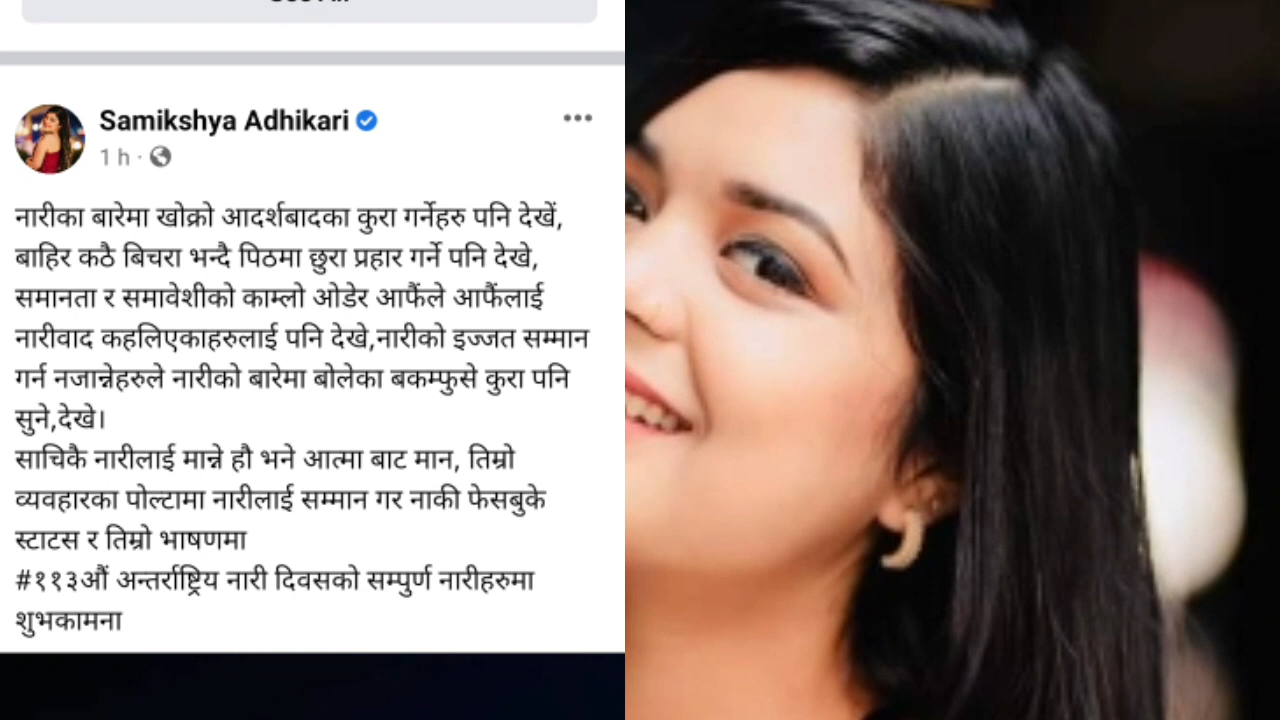 Samikshya Adhikari
1 h ·
नारीका बारेमा खोक्रो आदर्शबादका कुरा गर्नेहरु पनि देखें,
बाहिर कठै बिचरा भन्दै पिठमा छुरा प्रहार गर्ने पनि देखे,
समानता र समावेशीको काम्लो ओडेर आफैंले आफैंलाई
नारीवाद कहलिएकाहरुलाई पनि देखे,नारीको इज्जत सम्मान
गर्न नजान्नेहरुले नारीको बारेमा बोलेका बकम्फुसे कुरा पनि
सुने,देखे।
साचिकै नारीलाई मान्ने हौ भने आत्मा बाट मान, तिम्रो
व्यवहारका पोल्टामा नारीलाई सम्मान गर नाकी फेसबुके
स्टाटस र तिम्रो भाषणमा
#११३औं अन्तर्राष्ट्रिय नारी दिवसको सम्पुर्ण नारीहरुमा
शुभकामना